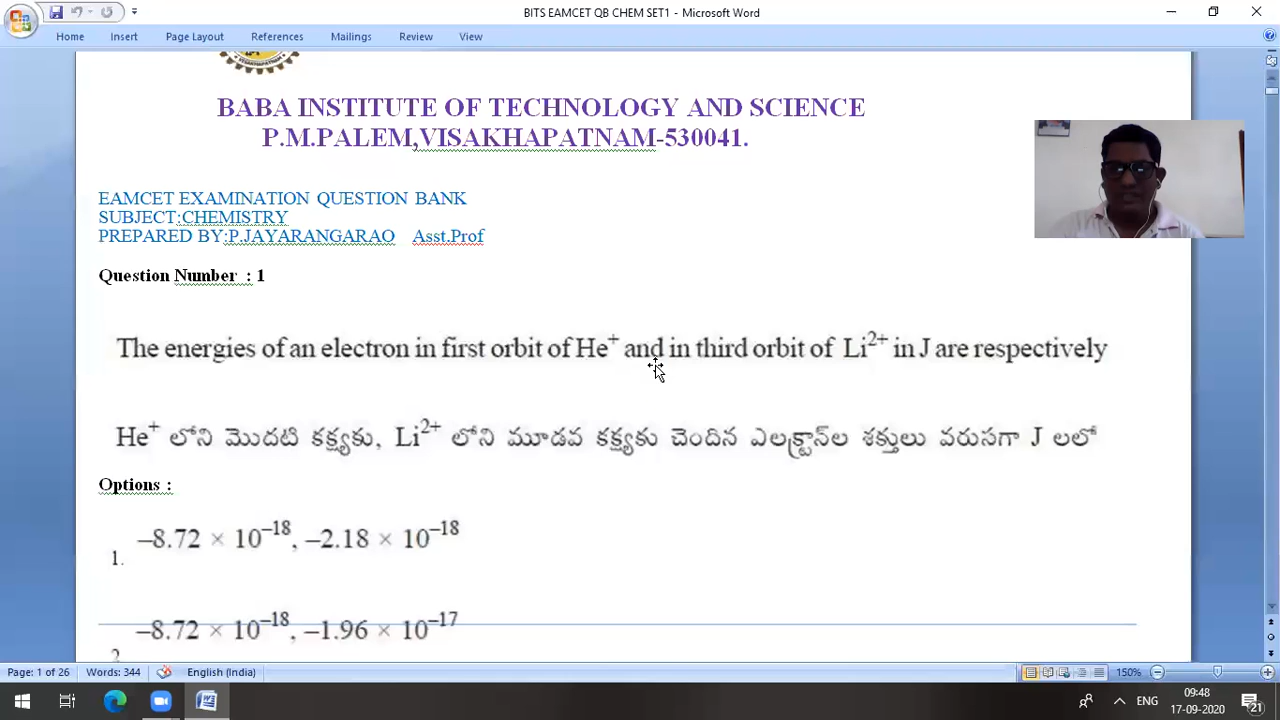 BITS EAMCET QB CHEM SET1 - Microsoft Word
Home Insert Page Layout References Mailings Review View
BABA INSTITUTE OF TECHNOLOGY AND SCIENCE
P.M.PALEM,VISAKHAPATNAM-530041.
EAMCET EXAMINATION QUESTION BANK
SUBJECT:CHEMISTRY
PREPARED BY:P.JAYARANGARAO Asst.Prof
Question Number : 1
The energies of an electron in first orbit of He⁺ and in third orbit of Li²⁺ in J are respectively
He⁺ లోని మొదటి కక్ష్యకు, Li²⁺ లోని మూడవ కక్ష్యకు చెందిన ఎలక్ట్రాన్‌ల శక్తులు వరుసగా J లలో
Options :
1. –8.72 × 10⁻¹⁸, –2.18 × 10⁻¹⁸
–8.72 × 10⁻¹⁸, –1.96 × 10⁻¹⁷
2
Page: 1 of 26 Words: 344 English (India) 150%
ENG 09:48
17-09-2020 21